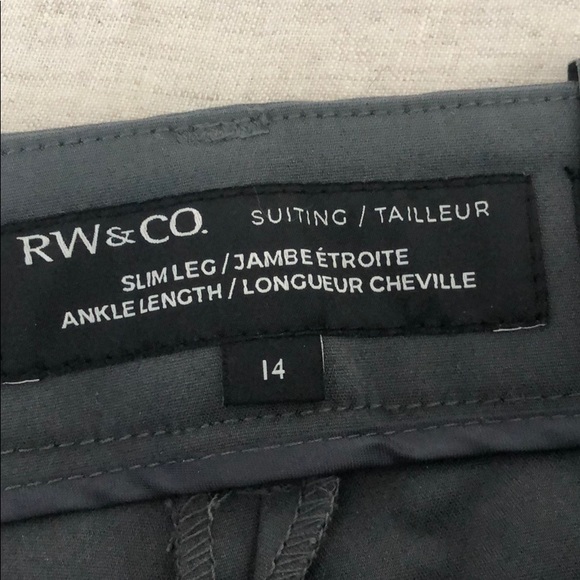 RW&CO. SUITING / TAILLEUR
SLIM LEG / JAMBE ÉTROITE
ANKLE LENGTH / LONGUEUR CHEVILLE
14